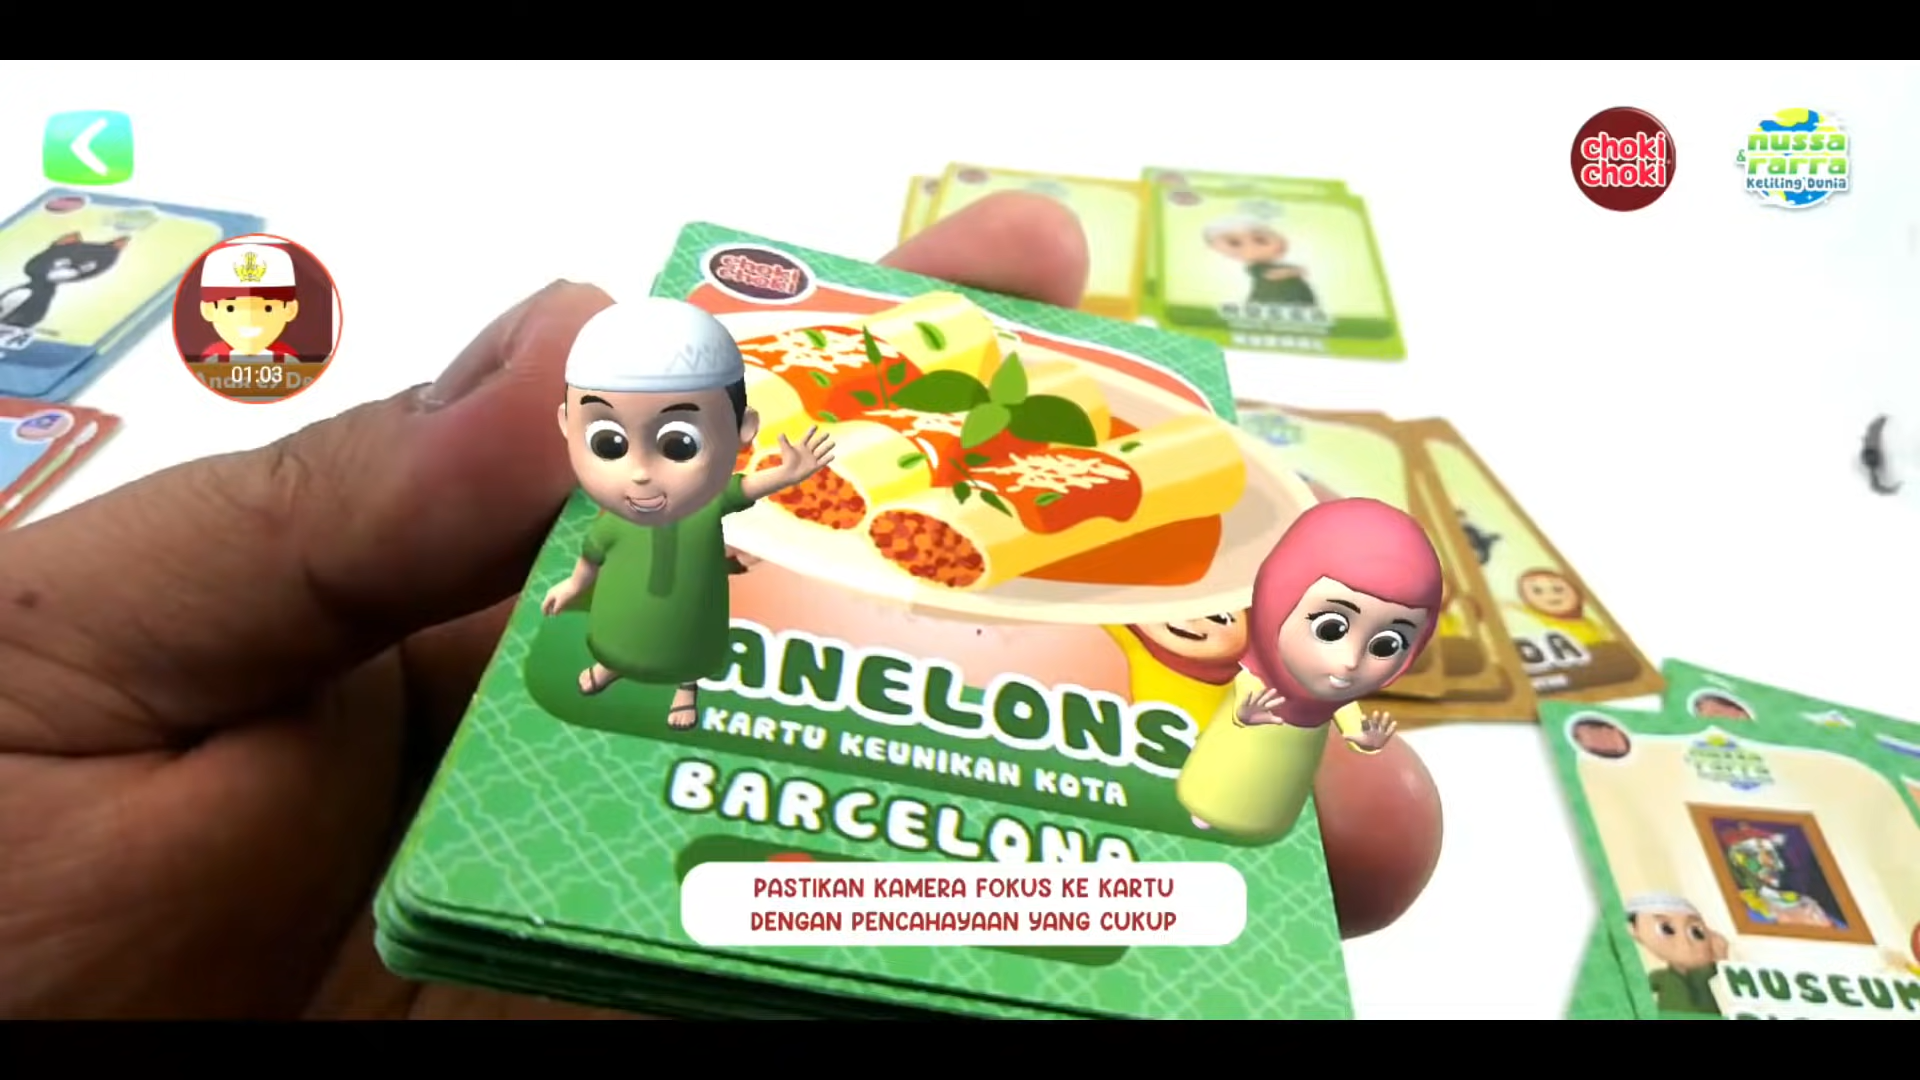 choki
choki
nussa
& rarra
Keliling Dunia
choki
choki
01:03
ANELONS
KARTU KEUNIKAN KOTA
BARCELONA
PASTIKAN KAMERA FOKUS KE KARTU
DENGAN PENCAHAYAAN YANG CUKUP
MUSEUM